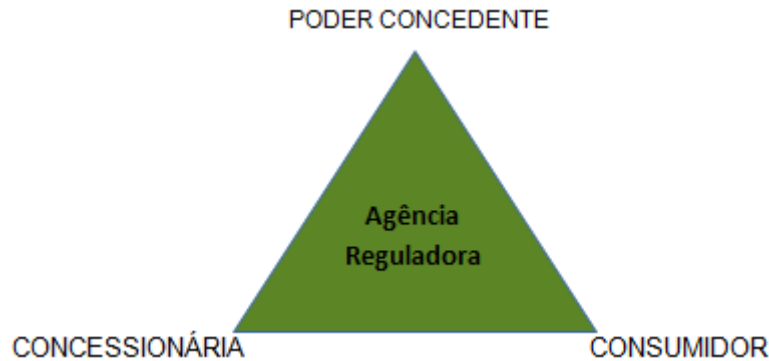 PODER CONCEDENTE
Agência
Reguladora
CONCESSIONÁRIA
CONSUMIDOR